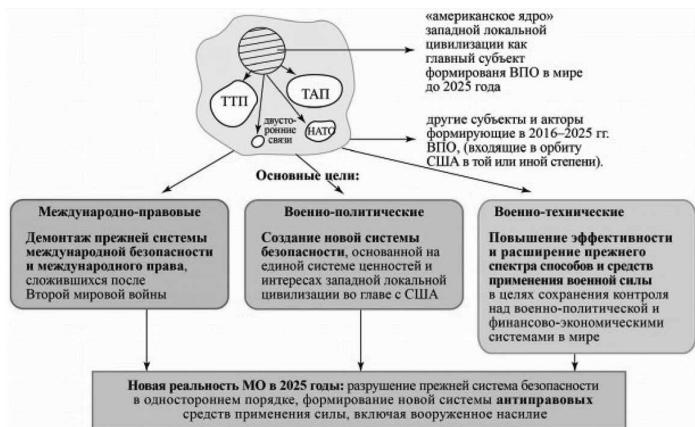 «американское ядро»
западной локальной
цивилизации как
главный субъект
формированя ВПО в мире
до 2025 года
ТТП
ТАП
двусто-
ронние
связи
НАТО
другие субъекты и акторы
формирующие в 2016–2025 гг.
ВПО, (входящие в орбиту
США в той или иной степени).
Основные цели:
Международно-правовые
Демонтаж прежней системы
международной безопасности
и международного права,
сложившихся после
Второй мировой войны
Военно-политические
Создание новой системы
безопасности, основанной на
единой системе ценностей и
интересах западной локальной
цивилизации во главе с США
Военно-технические
Повышение эффективности
и расширение прежнего
спектра способов и средств
применения военной силы
в целях сохранения контроля
над военно-политической и
финансово-экономическими
системами в мире
Новая реальность МО в 2025 годы: разрушение прежней система безопасности
в одностороннем порядке, формирование новой системы антиправовых
средств применения силы, включая вооруженное насилие